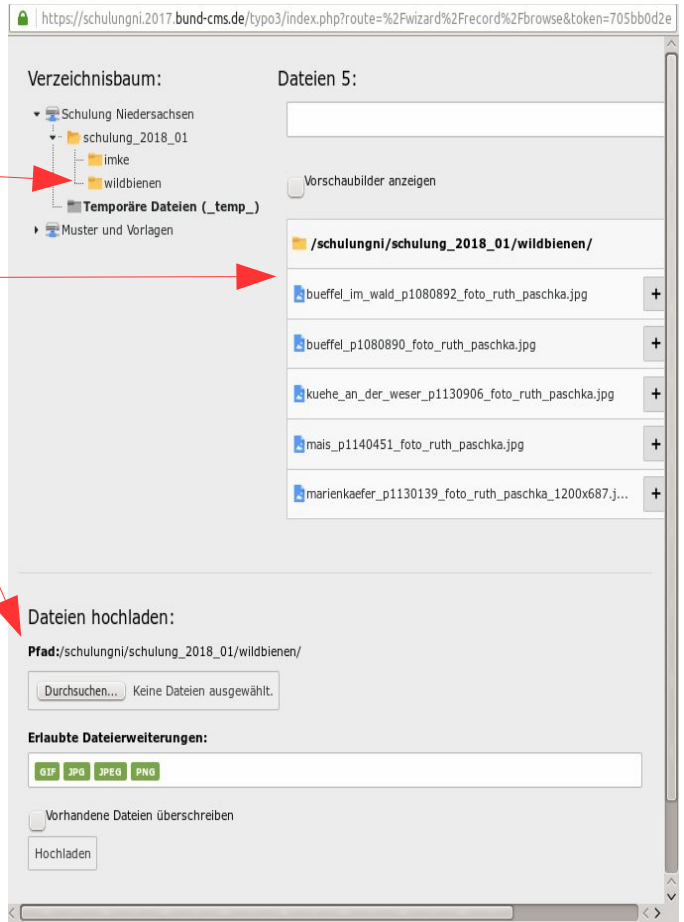 https://schulungni.2017.bund-cms.de/typo3/index.php?route=%2Fwizard%2Frecord%2Fbrowse&token=705bb0d2e
Verzeichnisbaum:
Schulung Niedersachsen
schulung_2018_01
imke
wildbienen
Temporäre Dateien (_temp_)
Muster und Vorlagen
Dateien 5:
Vorschaubilder anzeigen
/schulungni/schulung_2018_01/wildbienen/
bueffel_im_wald_p1080892_foto_ruth_paschka.jpg +
bueffel_p1080890_foto_ruth_paschka.jpg +
kuehe_an_der_weser_p1130906_foto_ruth_paschka.jpg +
mais_p1140451_foto_ruth_paschka.jpg +
marienkaefer_p1130139_foto_ruth_paschka_1200x687.j... +
Dateien hochladen:
Pfad:/schulungni/schulung_2018_01/wildbienen/
Durchsuchen... Keine Dateien ausgewählt.
Erlaubte Dateierweiterungen:
GIF JPG JPEG PNG
Vorhandene Dateien überschreiben
Hochladen